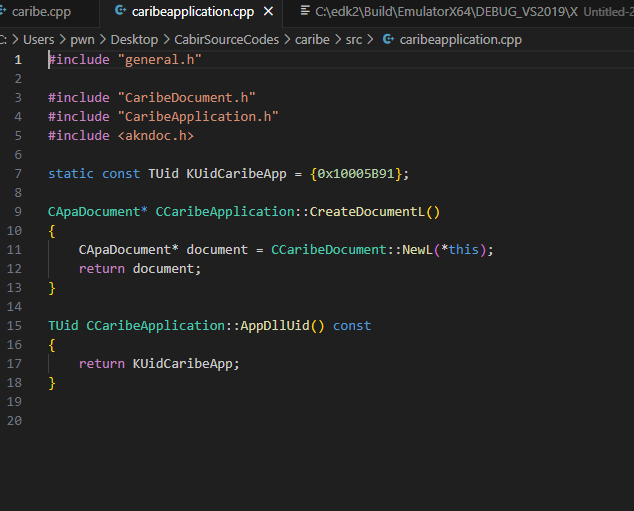 caribe.cpp caribeapplication.cpp C:\edk2\Build\EmulatorX64\DEBUG_VS2019\X Untitled-2
C: > Users > pwn > Desktop > CabirSourceCodes > caribe > src > caribeapplication.cpp
1 #include "general.h"
2
3 #include "CaribeDocument.h"
4 #include "CaribeApplication.h"
5 #include <akndoc.h>
6
7 static const TUid KUidCaribeApp = {0x10005B91};
8
9 CApaDocument* CCaribeApplication::CreateDocumentL()
10 {
11 CApaDocument* document = CCaribeDocument::NewL(*this);
12 return document;
13 }
14
15 TUid CCaribeApplication::AppDllUid() const
16 {
17 return KUidCaribeApp;
18 }
19
20